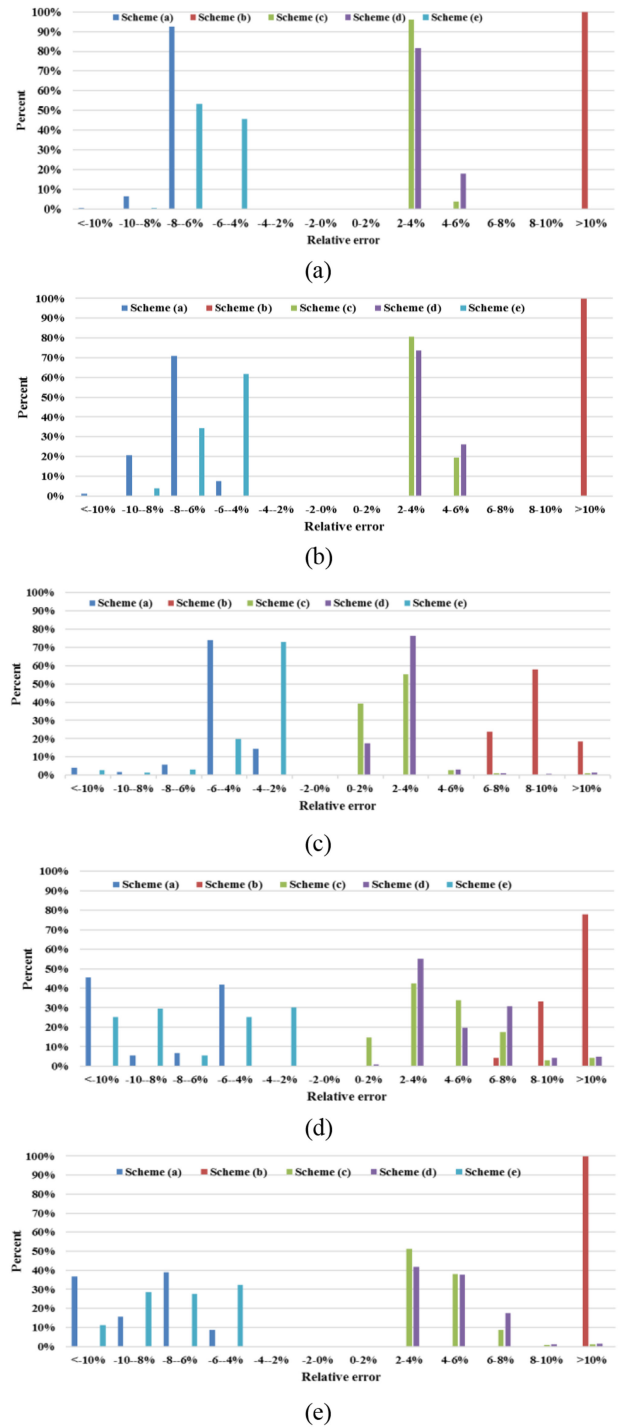 Scheme (a) Scheme (b) Scheme (c) Scheme (d) Scheme (e)
100%
90%
80%
70%
60%
50%
40%
30%
20%
10%
0%
Percent
<-10% -10--8% -8--6% -6--4% -4--2% -2-0% 0-2% 2-4% 4-6% 6-8% 8-10% >10%
Relative error
(a)
Scheme (a) Scheme (b) Scheme (c) Scheme (d) Scheme (e)
100%
90%
80%
70%
60%
50%
40%
30%
20%
10%
0%
Percent
<-10% -10--8% -8--6% -6--4% -4--2% -2-0% 0-2% 2-4% 4-6% 6-8% 8-10% >10%
Relative error
(b)
Scheme (a) Scheme (b) Scheme (c) Scheme (d) Scheme (e)
100%
90%
80%
70%
60%
50%
40%
30%
20%
10%
0%
Percent
<-10% -10--8% -8--6% -6--4% -4--2% -2-0% 0-2% 2-4% 4-6% 6-8% 8-10% >10%
Relative error
(c)
Scheme (a) Scheme (b) Scheme (c) Scheme (d) Scheme (e)
100%
90%
80%
70%
60%
50%
40%
30%
20%
10%
0%
Percent
<-10% -10--8% -8--6% -6--4% -4--2% -2-0% 0-2% 2-4% 4-6% 6-8% 8-10% >10%
Relative error
(d)
Scheme (a) Scheme (b) Scheme (c) Scheme (d) Scheme (e)
100%
90%
80%
70%
60%
50%
40%
30%
20%
10%
0%
Percent
<-10% -10--8% -8--6% -6--4% -4--2% -2-0% 0-2% 2-4% 4-6% 6-8% 8-10% >10%
Relative error
(e)